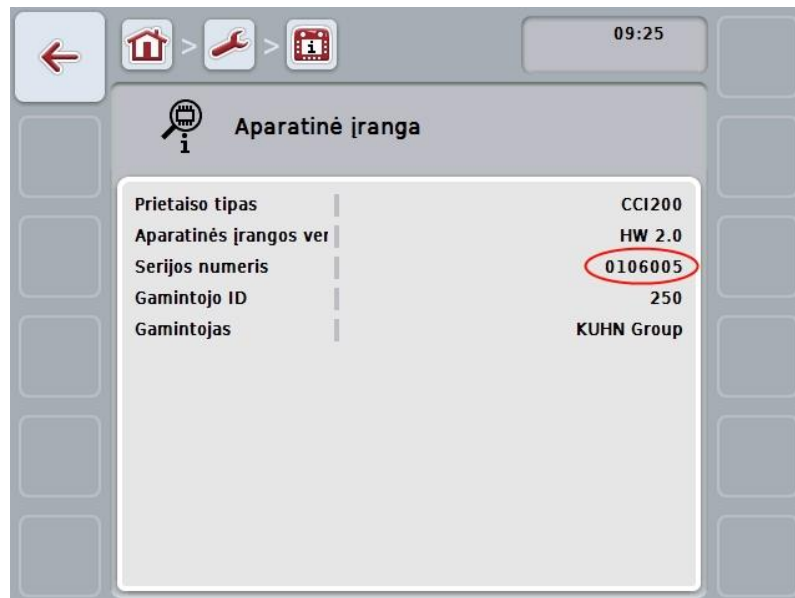 09:25
Aparatinė įranga
Prietaiso tipas CCI200
Aparatinės įrangos ver HW 2.0
Serijos numeris 0106005
Gamintojo ID 250
Gamintojas KUHN Group